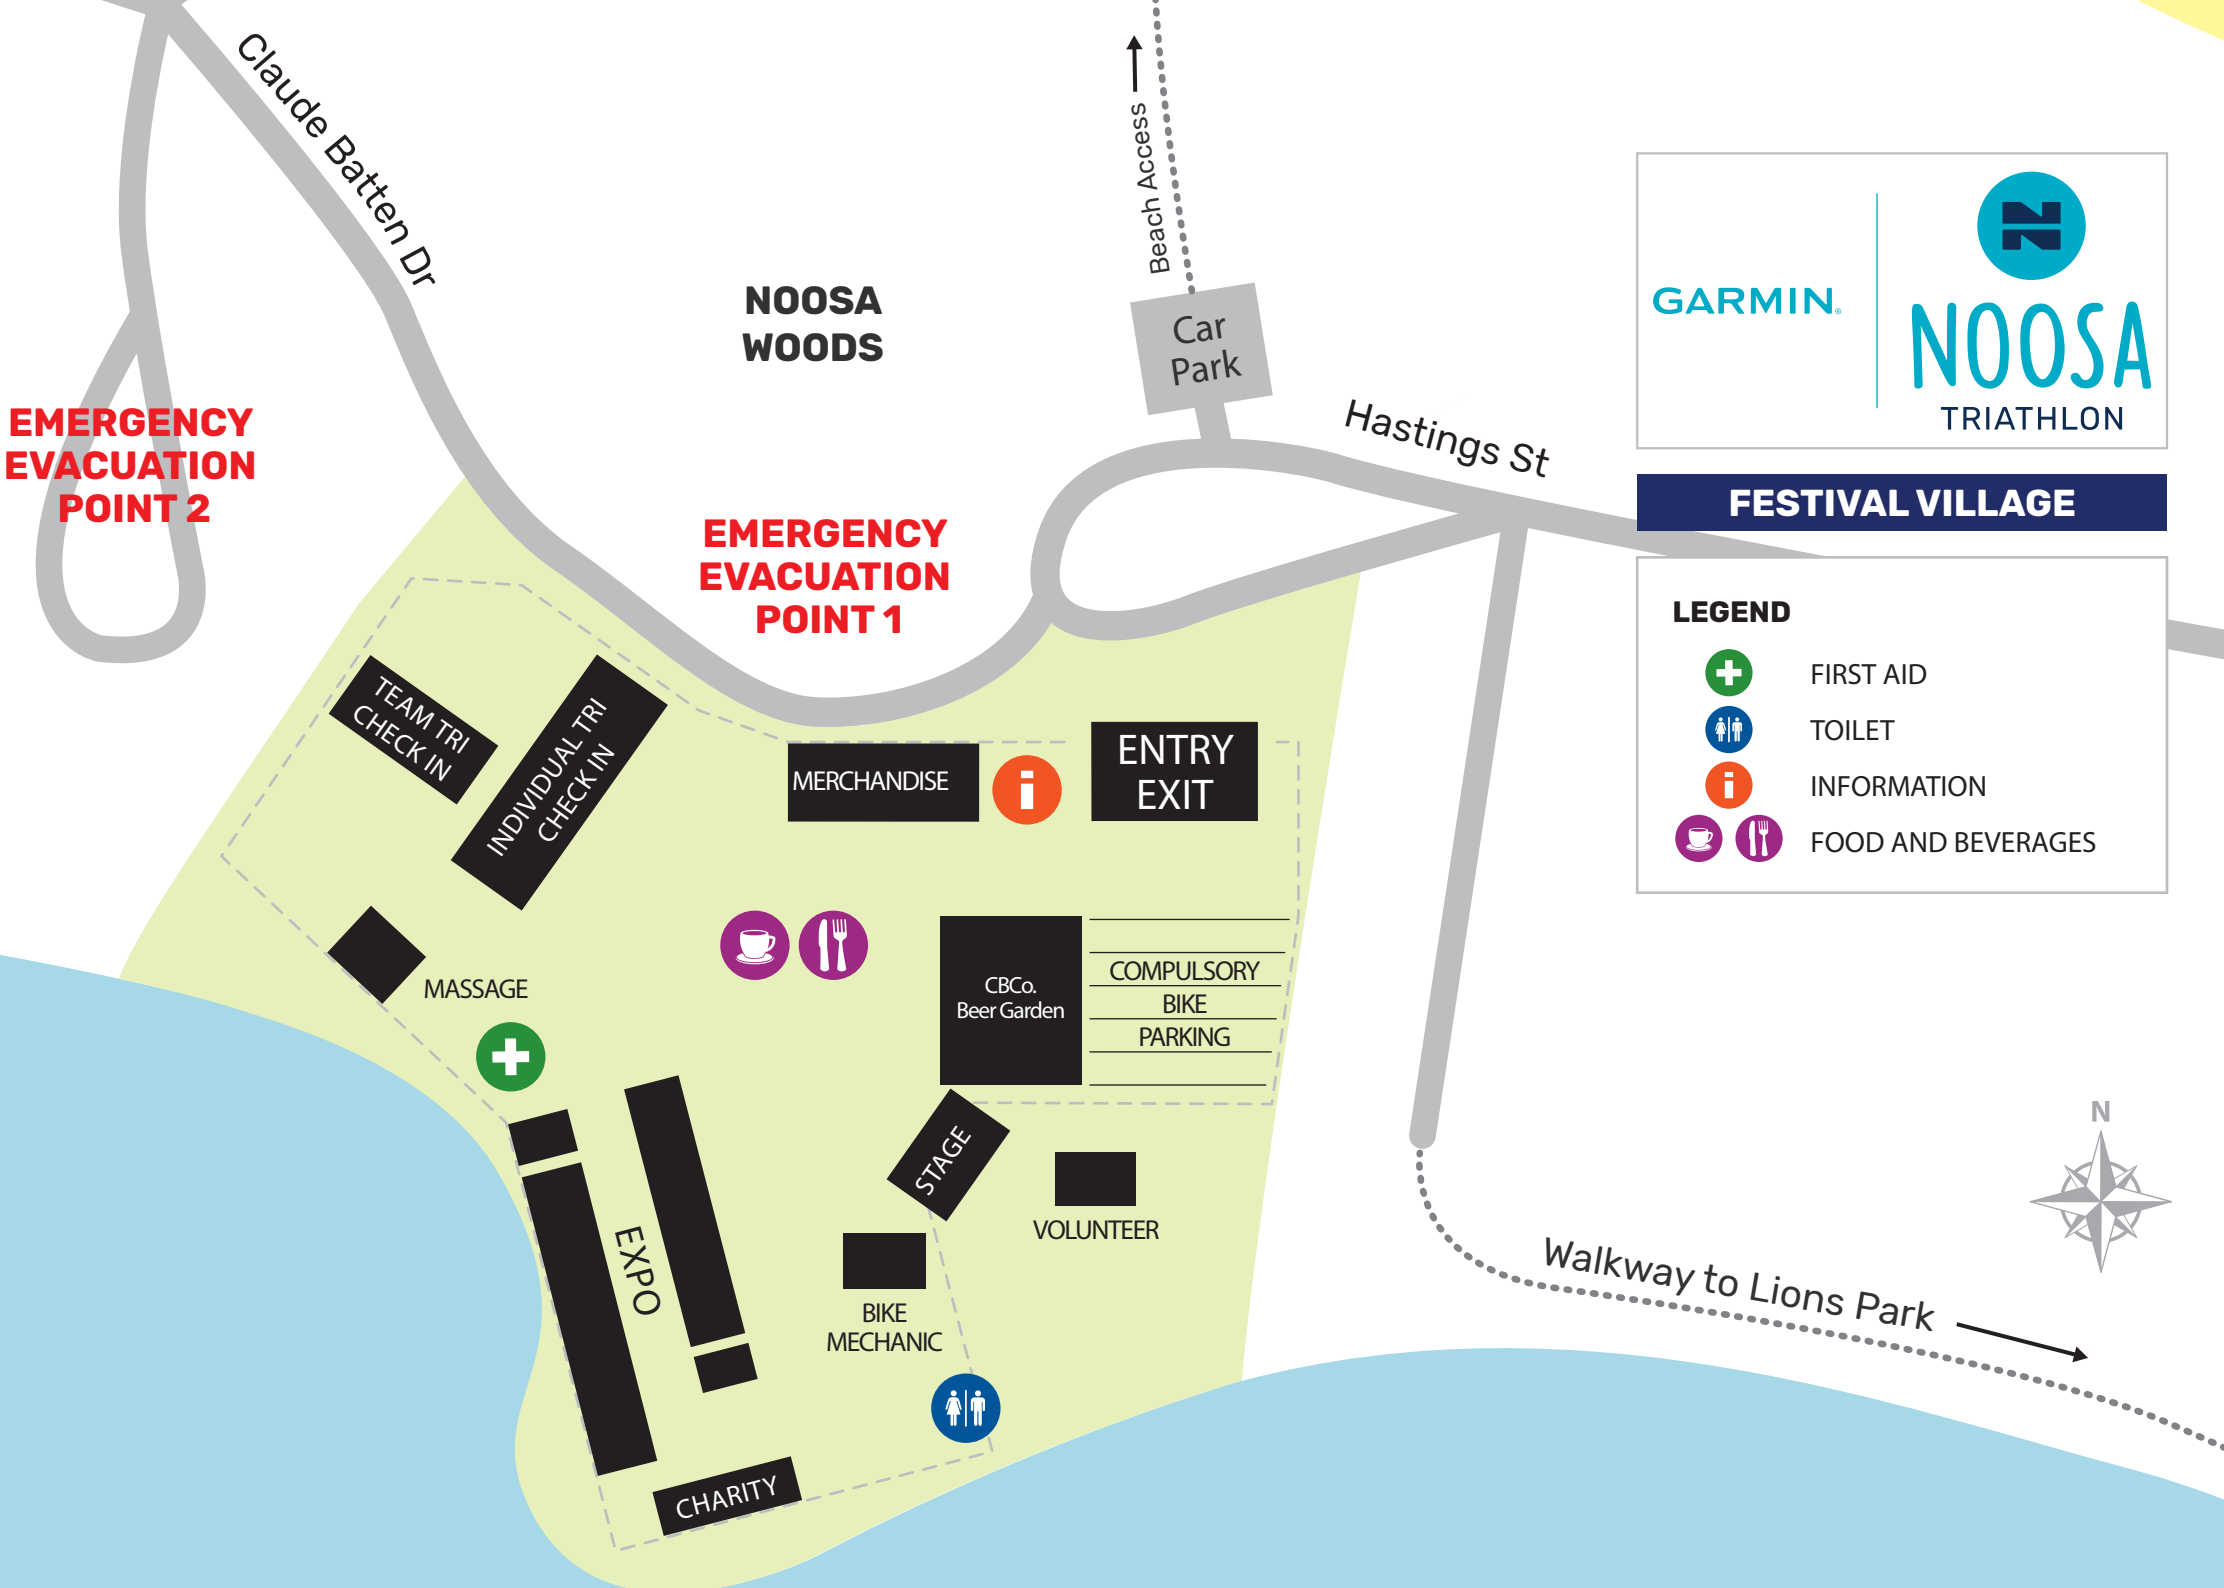 Claude Batten Dr
Beach Access
NOOSA
WOODS
Car
Park
Hastings St
GARMIN®
NOOSA
TRIATHLON
FESTIVAL VILLAGE
EMERGENCY
EVACUATION
POINT 2
EMERGENCY
EVACUATION
POINT 1
LEGEND
FIRST AID
TOILET
i INFORMATION
FOOD AND BEVERAGES
TEAM TRI
CHECK IN
INDIVIDUAL TRI
CHECK IN
MERCHANDISE
i
ENTRY
EXIT
MASSAGE
CBCo.
Beer Garden
COMPULSORY
BIKE
PARKING
STAGE
VOLUNTEER
EXPO
BIKE
MECHANIC
CHARITY
N
Walkway to Lions Park